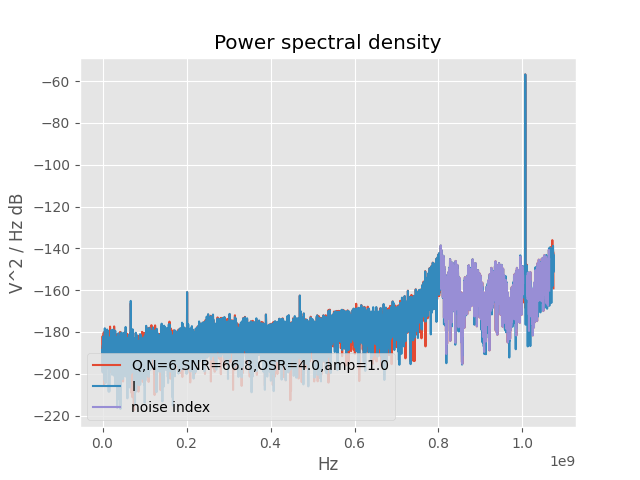 Power spectral density
V^2 / Hz dB
−60
−80
−100
−120
−140
−160
−180
−200
−220
Q,N=6,SNR=66.8,OSR=4.0,amp=1.0
I
noise index
0.0 0.2 0.4 0.6 0.8 1.0
1e9
Hz